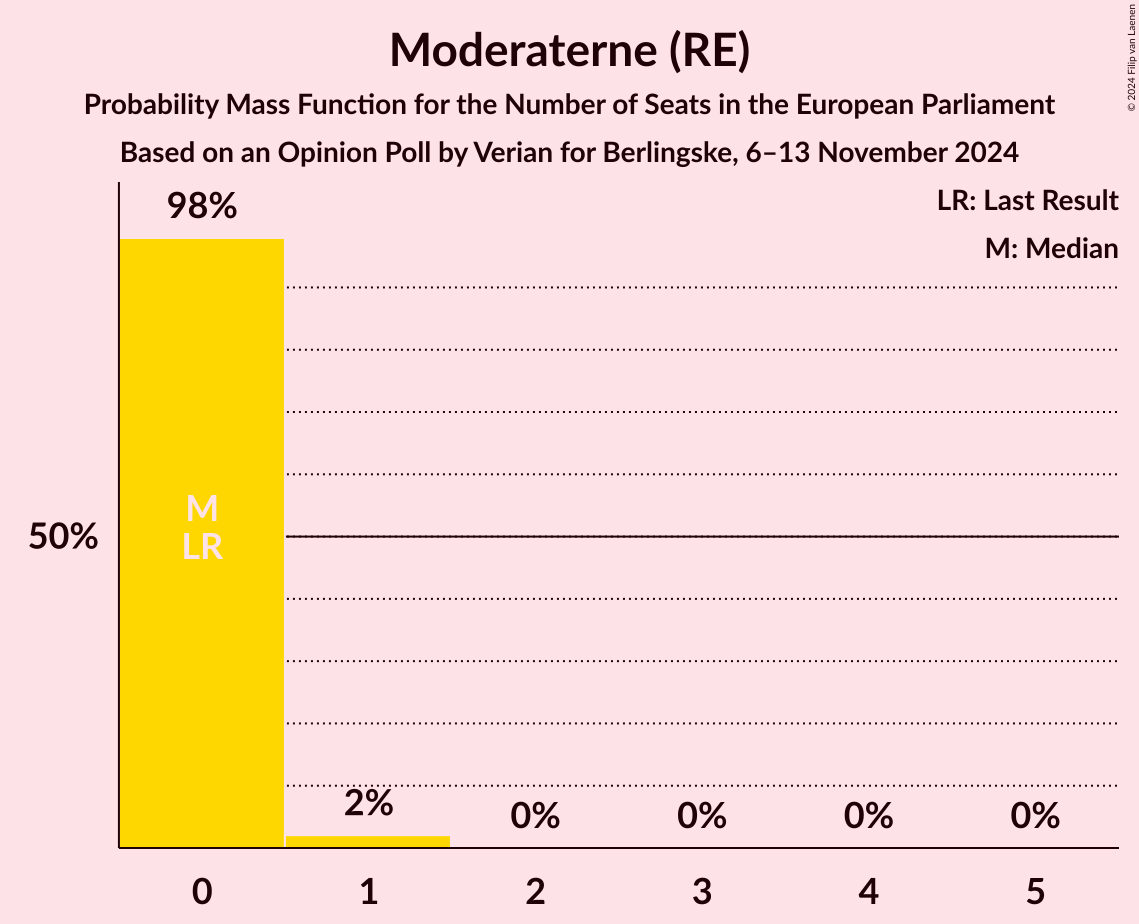 Moderaterne (RE)
Probability Mass Function for the Number of Seats in the European Parliament
Based on an Opinion Poll by Verian for Berlingske, 6–13 November 2024
© 2024 Filip van Laenen
LR: Last Result
M: Median
98%
M
LR
50%
2%
0%
0%
0%
0%
0
1
2
3
4
5